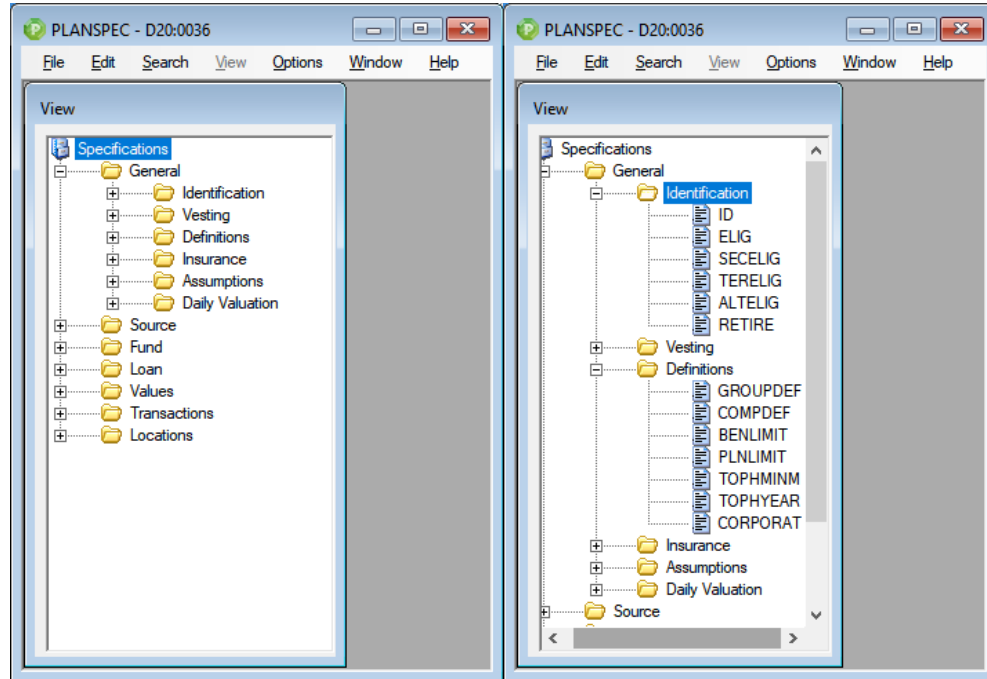 PLANSPEC - D20:0036
File Edit Search View Options Window Help
View
Specifications
General
Identification
Vesting
Definitions
Insurance
Assumptions
Daily Valuation
Source
Fund
Loan
Values
Transactions
Locations
PLANSPEC - D20:0036
File Edit Search View Options Window Help
View
Specifications
General
Identification
ID
ELIG
SECELIG
TERELIG
ALTELIG
RETIRE
Vesting
Definitions
GROUPDEF
COMPDEF
BENLIMIT
PLNLIMIT
TOPHMINM
TOPHYEAR
CORPORAT
Insurance
Assumptions
Daily Valuation
Source